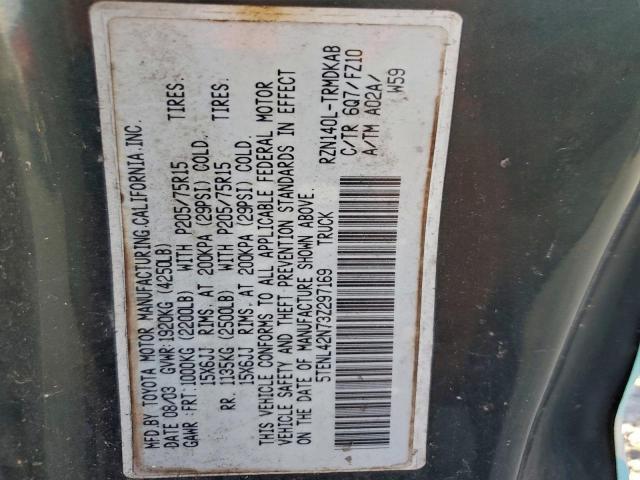 MFD.BY TOYOTA MOTOR MANUFACTURING.CALIFORNIA.INC.
DATE 08/03 GVWR:1920KG (4250LB)
GAWR :FRT:1000KG (2200LB) WITH P205/75R15 TIRES.
15X6JJ RIMS. AT 200KPA (29PSI) COLD.
RR. 1135KG (2500LB) WITH P205/75R15 TIRES.
15X6JJ RIMS. AT 200KPA (29PSI) COLD.
THIS VEHICLE CONFORMS TO ALL APPLICABLE FEDERAL MOTOR
VEHICLE SAFETY AND THEFT PREVENTION STANDARDS IN EFFECT
ON THE DATE OF MANUFACTURE SHOWN ABOVE.
5TENL42N73Z297169 TRUCK
RZN140L-TRMDKAB
C/TR 6Q7/FZ10
A/TM A02A/
W59